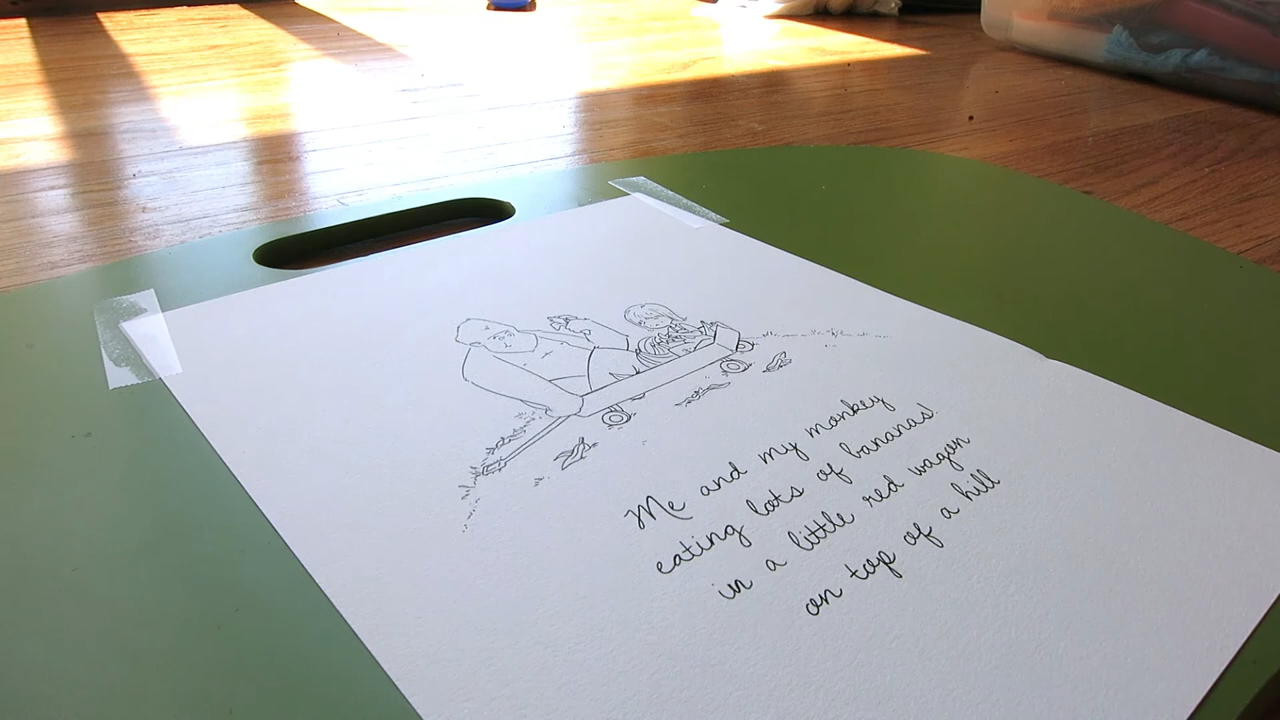 Me and my monkey
eating lots of bananas
in a little red wagon
on top of a hill